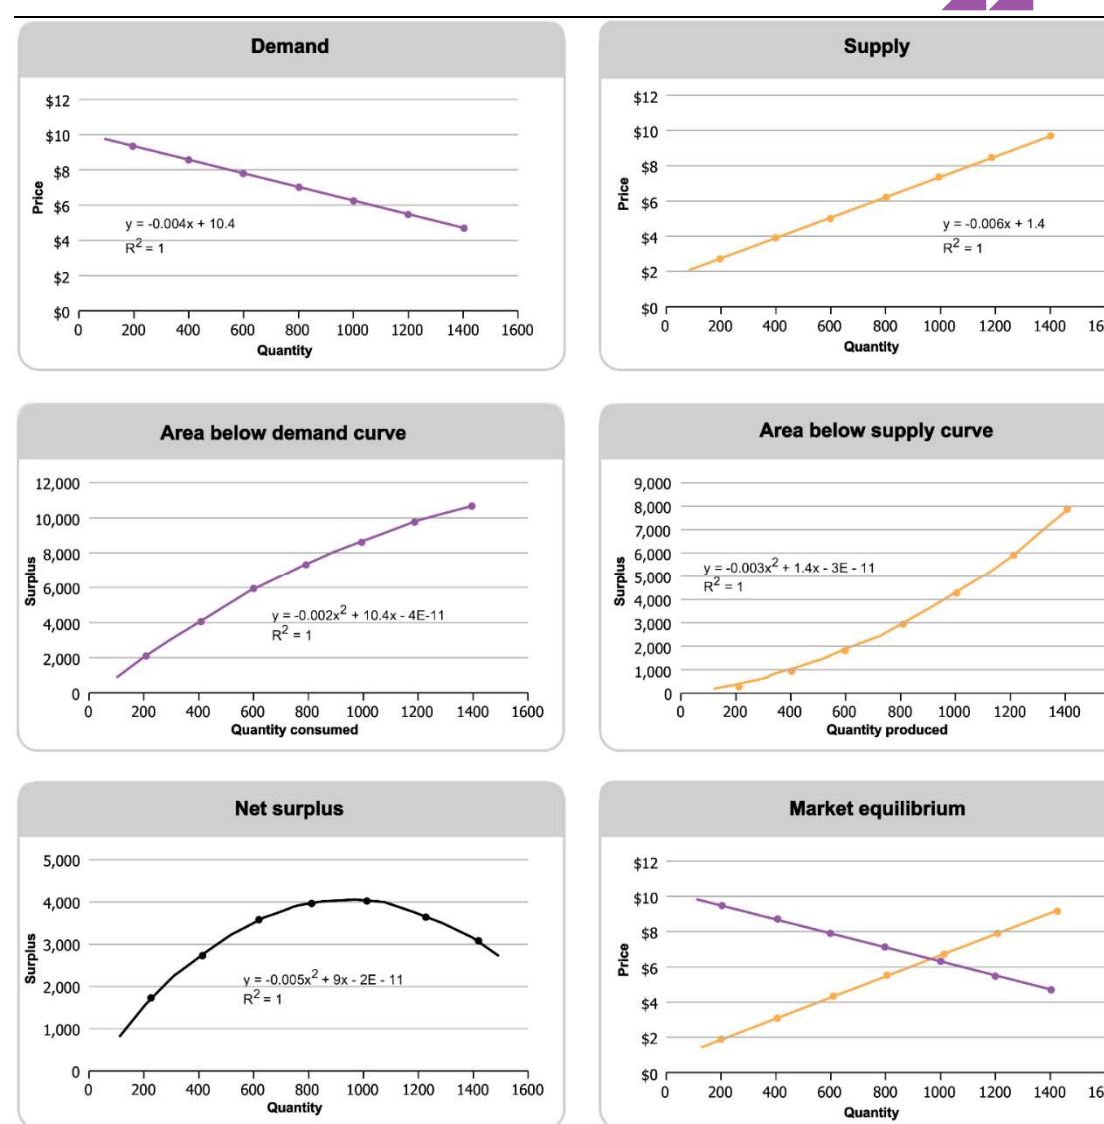 Demand
$12
$10
$8
$6
$4
$2
$0
Price
y = -0.004x + 10.4
R2 = 1
0 200 400 600 800 1000 1200 1400 1600
Quantity
Supply
$12
$10
$8
$6
$4
$2
$0
Price
y = -0.006x + 1.4
R2 = 1
0 200 400 600 800 1000 1200 1400 16
Quantity
Area below demand curve
12,000
10,000
8,000
6,000
4,000
2,000
0
Surplus
y = -0.002x2 + 10.4x - 4E-11
R2 = 1
0 200 400 600 800 1000 1200 1400 1600
Quantity consumed
Area below supply curve
9,000
8,000
7,000
6,000
5,000
4,000
3,000
2,000
1,000
0
Surplus
y = -0.003x2 + 1.4x - 3E - 11
R2 = 1
0 200 400 600 800 1000 1200 1400
Quantity produced
Net surplus
5,000
4,000
3,000
2,000
1,000
0
Surplus
y = -0.005x2 + 9x - 2E - 11
R2 = 1
0 200 400 600 800 1000 1200 1400 1600
Quantity
Market equilibrium
$12
$10
$8
$6
$4
$2
$0
Price
0 200 400 600 800 1000 1200 1400 16
Quantity